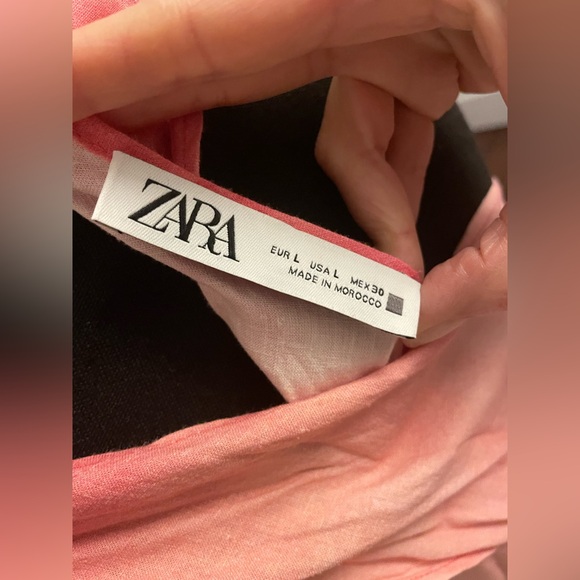 ZARA
EUR L USA L MEX 30
MADE IN MOROCCO